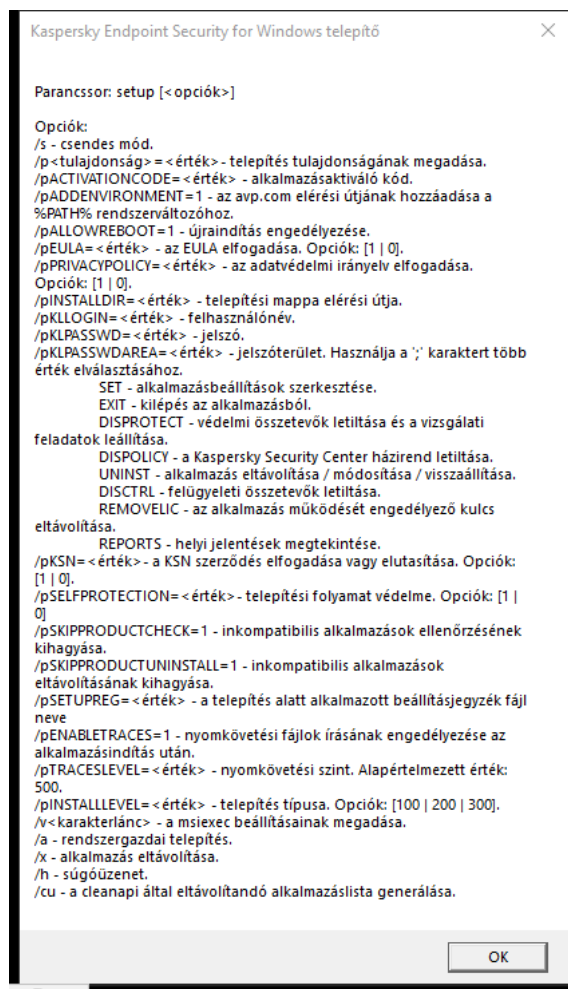 Kaspersky Endpoint Security for Windows telepítő
Parancssor: setup [<opciók>]
Opciók:
/s - csendes mód.
/p<tulajdonság>=<érték>- telepítés tulajdonságának megadása.
/pACTIVATIONCODE=<érték> - alkalmazásaktiváló kód.
/pADDENVIRONMENT=1 - az avp.com elérési útjának hozzáadása a
%PATH% rendszerváltozóhoz.
/pALLOWREBOOT=1 - újraindítás engedélyezése.
/pEULA=<érték> - az EULA elfogadása. Opciók: [1 | 0].
/pPRIVACYPOLICY=<érték> - az adatvédelmi irányelv elfogadása.
Opciók: [1 | 0].
/pINSTALLDIR=<érték> - telepítési mappa elérési útja.
/pKLLOGIN=<érték> - felhasználónév.
/pKLPASSWD=<érték> - jelszó.
/pKLPASSWDAREA=<érték> - jelszóterület. Használja a ';' karaktert több
érték elválasztásához.
SET - alkalmazásbeállítások szerkesztése.
EXIT - kilépés az alkalmazásból.
DISPROTECT - védelmi összetevők letiltása és a vizsgálati
feladatok leállítása.
DISPOLICY - a Kaspersky Security Center házirend letiltása.
UNINST - alkalmazás eltávolítása / módosítása / visszaállítása.
DISCTRL - felügyeleti összetevők letiltása.
REMOVELIC - az alkalmazás működését engedélyező kulcs
eltávolítása.
REPORTS - helyi jelentések megtekintése.
/pKSN=<érték>- a KSN szerződés elfogadása vagy elutasítása. Opciók:
[1 | 0].
/pSELFPROTECTION=<érték>- telepítési folyamat védelme. Opciók: [1 |
0]
/pSKIPPRODUCTCHECK=1 - inkompatibilis alkalmazások ellenőrzésének
kihagyása.
/pSKIPPRODUCTUNINSTALL=1 - inkompatibilis alkalmazások
eltávolításának kihagyása.
/pSETUPREG=<érték> - a telepítés alatt alkalmazott beállításjegyzék fájl
neve
/pENABLETRACES=1 - nyomkövetési fájlok írásának engedélyezése az
alkalmazásindítás után.
/pTRACESLEVEL=<érték> - nyomkövetési szint. Alapértelmezett érték:
500.
/pINSTALLLEVEL=<érték> - telepítés típusa. Opciók: [100 | 200 | 300].
/v<karakterlánc> - a msiexec beállításainak megadása.
/a - rendszergazdai telepítés.
/x - alkalmazás eltávolítása.
/h - súgóüzenet.
/cu - a cleanapi által eltávolítandó alkalmazáslista generálása.
OK